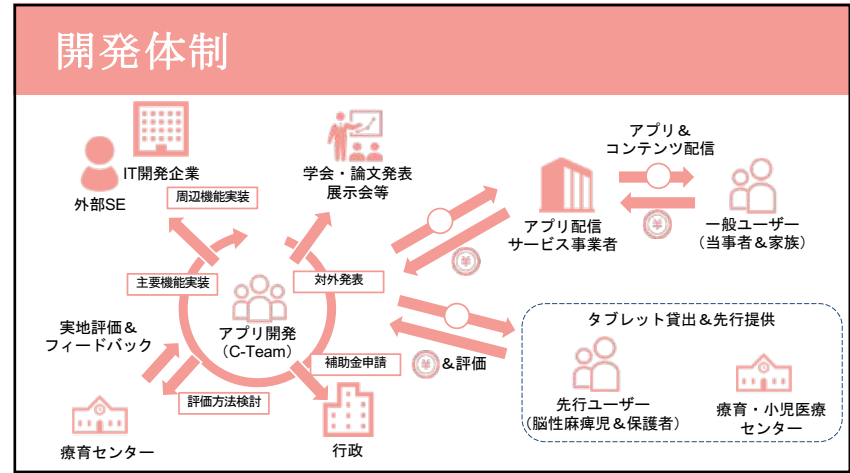 開発体制
IT開発企業
外部SE
周辺機能実装
学会・論文発表
展示会等
主要機能実装
対外発表
アプリ開発
(C-Team)
実地評価&
フィードバック
評価方法検討
補助金申請
療育センター
行政
アプリ配信
サービス事業者
アプリ&
コンテンツ配信
¥
¥
一般ユーザー
(当事者&家族)
¥
&評価
タブレット貸出&先行提供
先行ユーザー
(脳性麻痺児&保護者)
療育・小児医療
センター